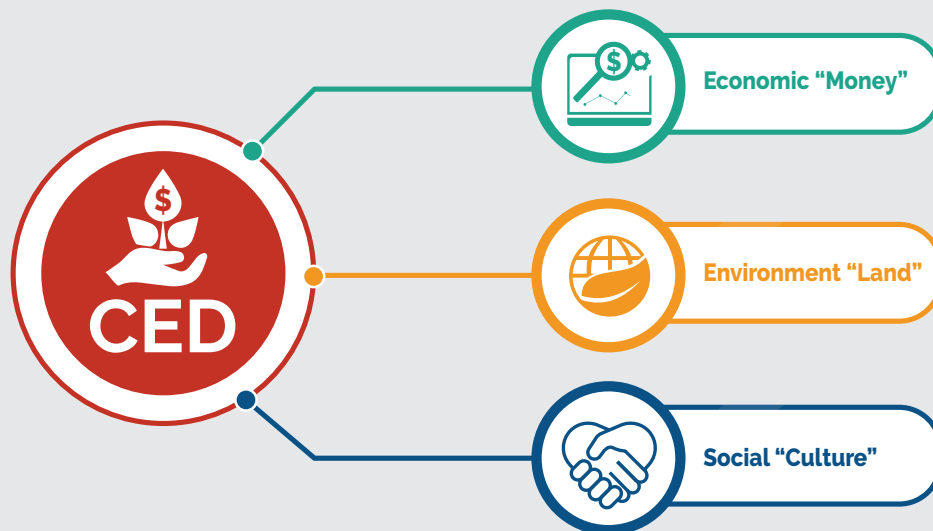 $
CED
$
Economic “Money”
Environment “Land”
Social “Culture”